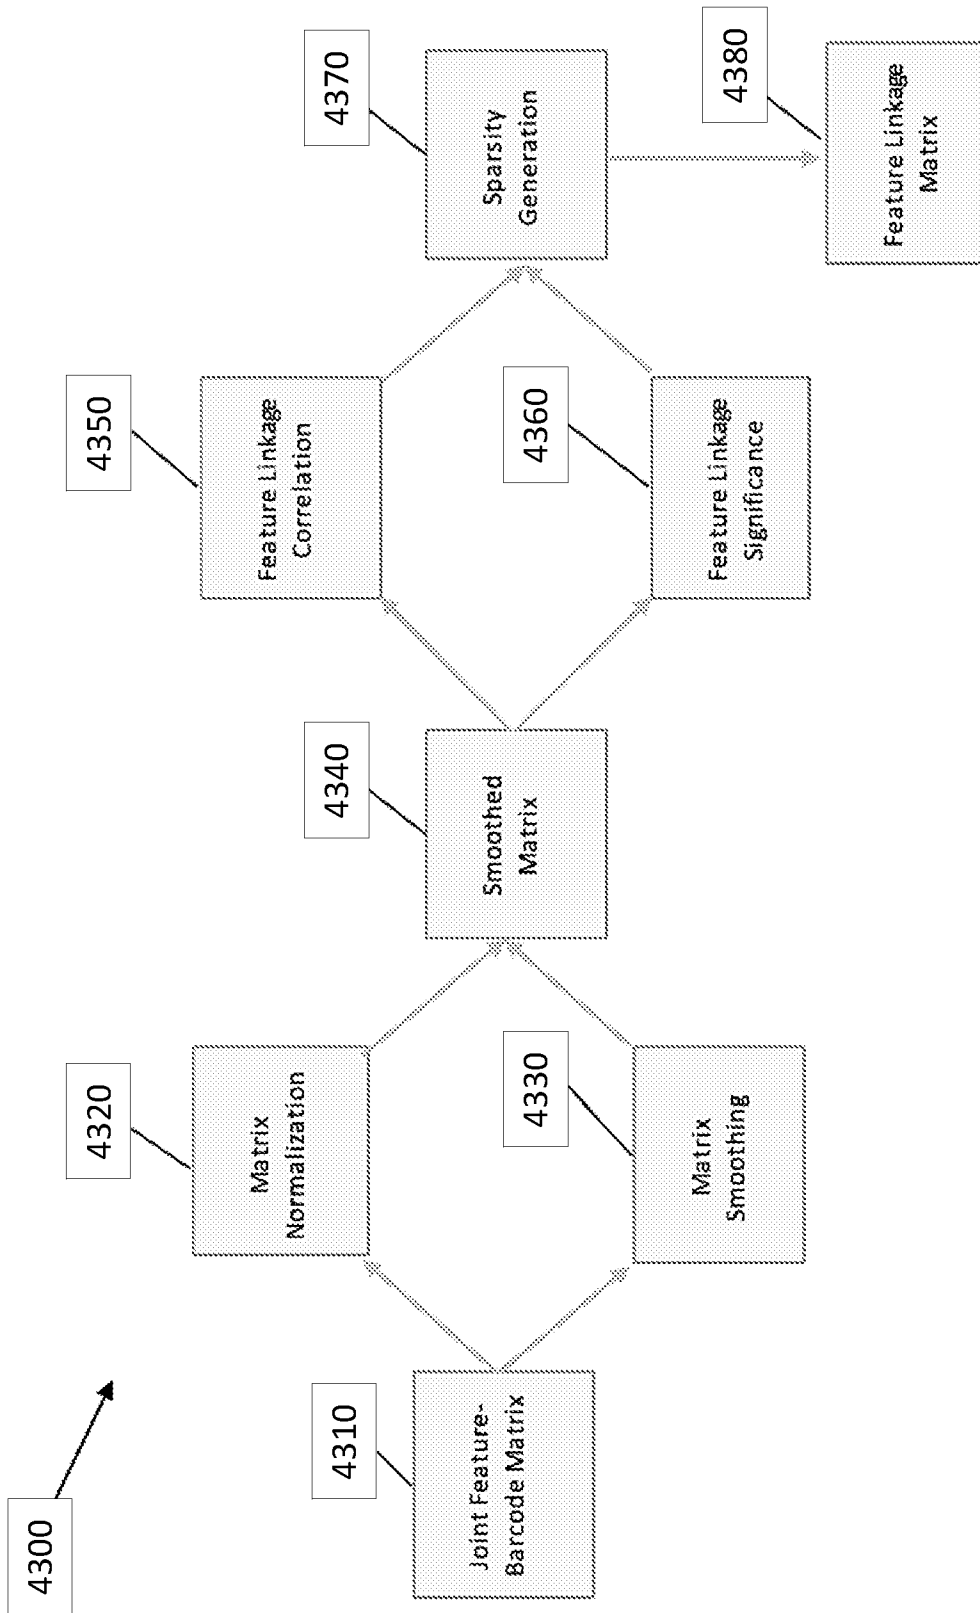 4300
4310
Joint Feature-
Barcode Matrix
4320
Matrix
Normalization
4330
Matrix
Smoothing
4340
Smoothed
Matrix
4350
Feature Linkage
Correlation
4360
Feature Linkage
Significance
4370
Sparsity
Generation
4380
Feature Linkage
Matrix